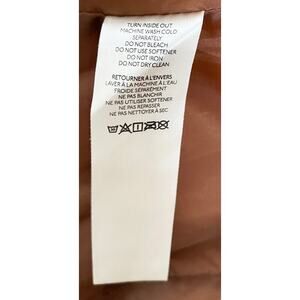 TURN INSIDE OUT
MACHINE WASH COLD
SEPARATELY
DO NOT BLEACH
DO NOT USE SOFTENER
DO NOT IRON
DO NOT DRY CLEAN
RETOURNER À L'ENVERS
LAVER À LA MACHINE À L'EAU
FROIDE SÉPARÉMENT
NE PAS BLANCHIR
NE PAS UTILISER SOFTENER
NE PAS REPASSER
NE PAS NETTOYER À SEC